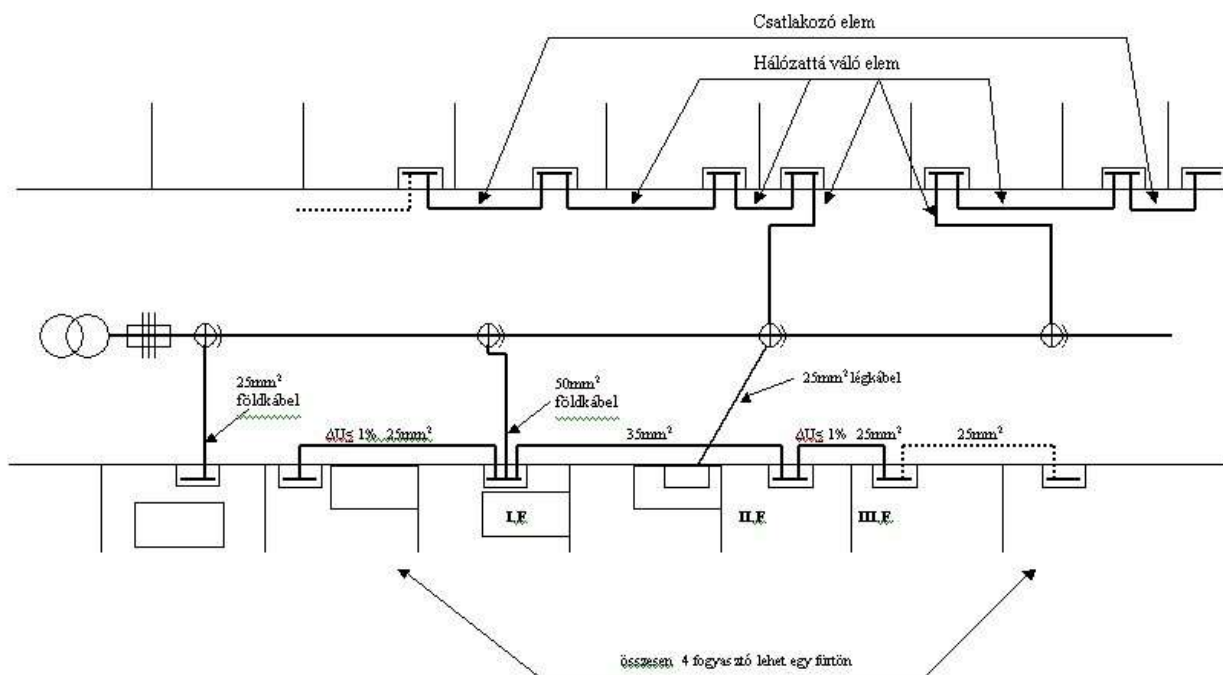 Csatlakozó elem
Hálózattá váló elem
25mm²
földkábel
50mm²
földkábel
25mm² légkábel
ΔU≤ 1% 25mm²
35mm²
ΔU≤ 1% 25mm²
25mm²
I.F.
II.F.
III.F.
összesen 4 fogyasztó lehet egy fürtön